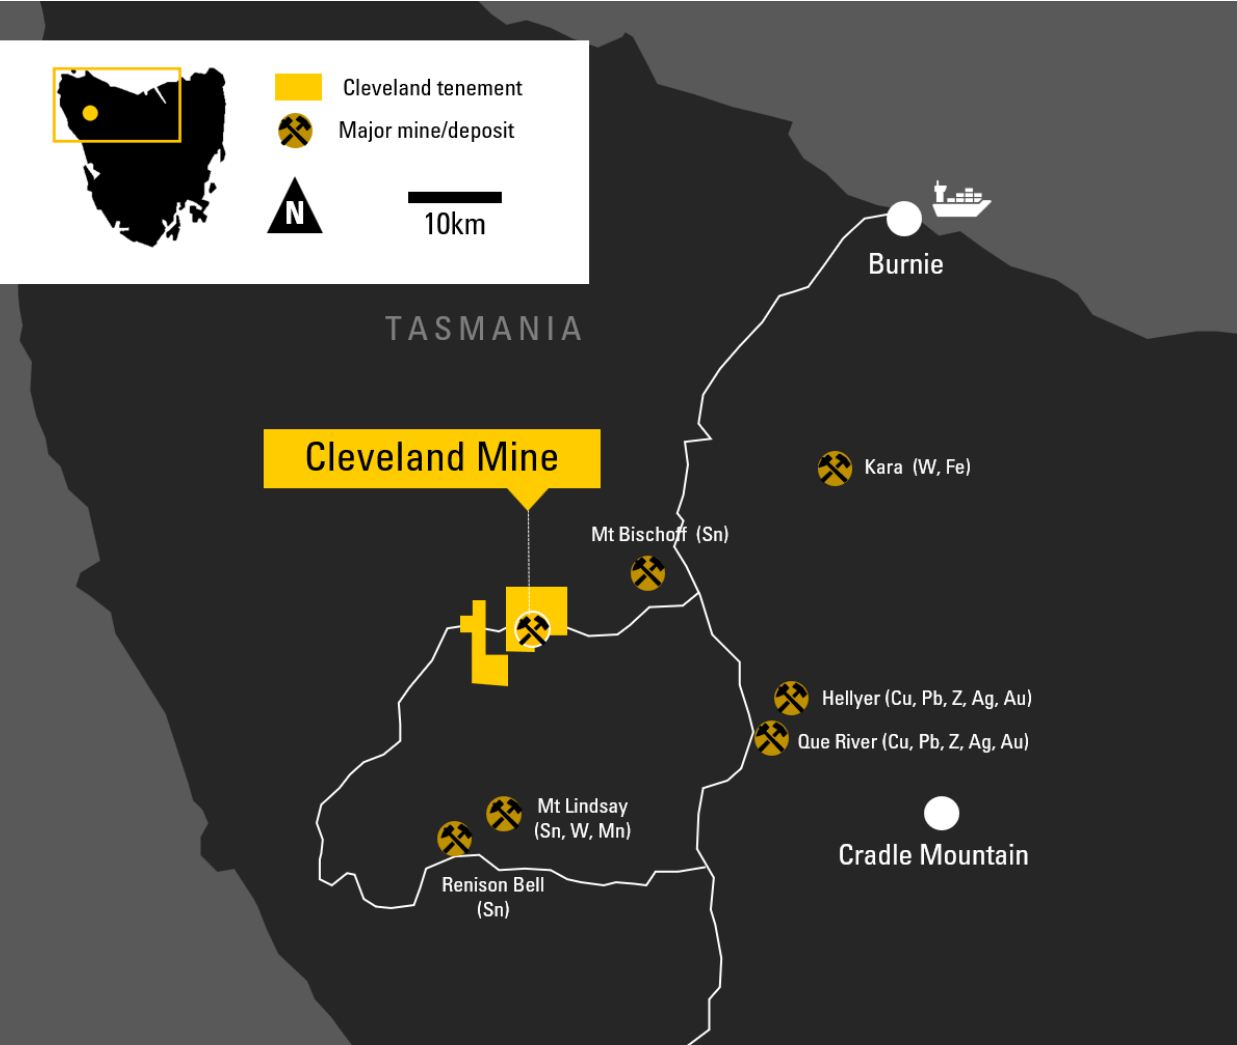 Cleveland tenement
Major mine/deposit
N
10km
Burnie
TASMANIA
Cleveland Mine
Kara (W, Fe)
Mt Bischoff (Sn)
Hellyer (Cu, Pb, Z, Ag, Au)
Que River (Cu, Pb, Z, Ag, Au)
Mt Lindsay
(Sn, W, Mn)
Cradle Mountain
Renison Bell
(Sn)